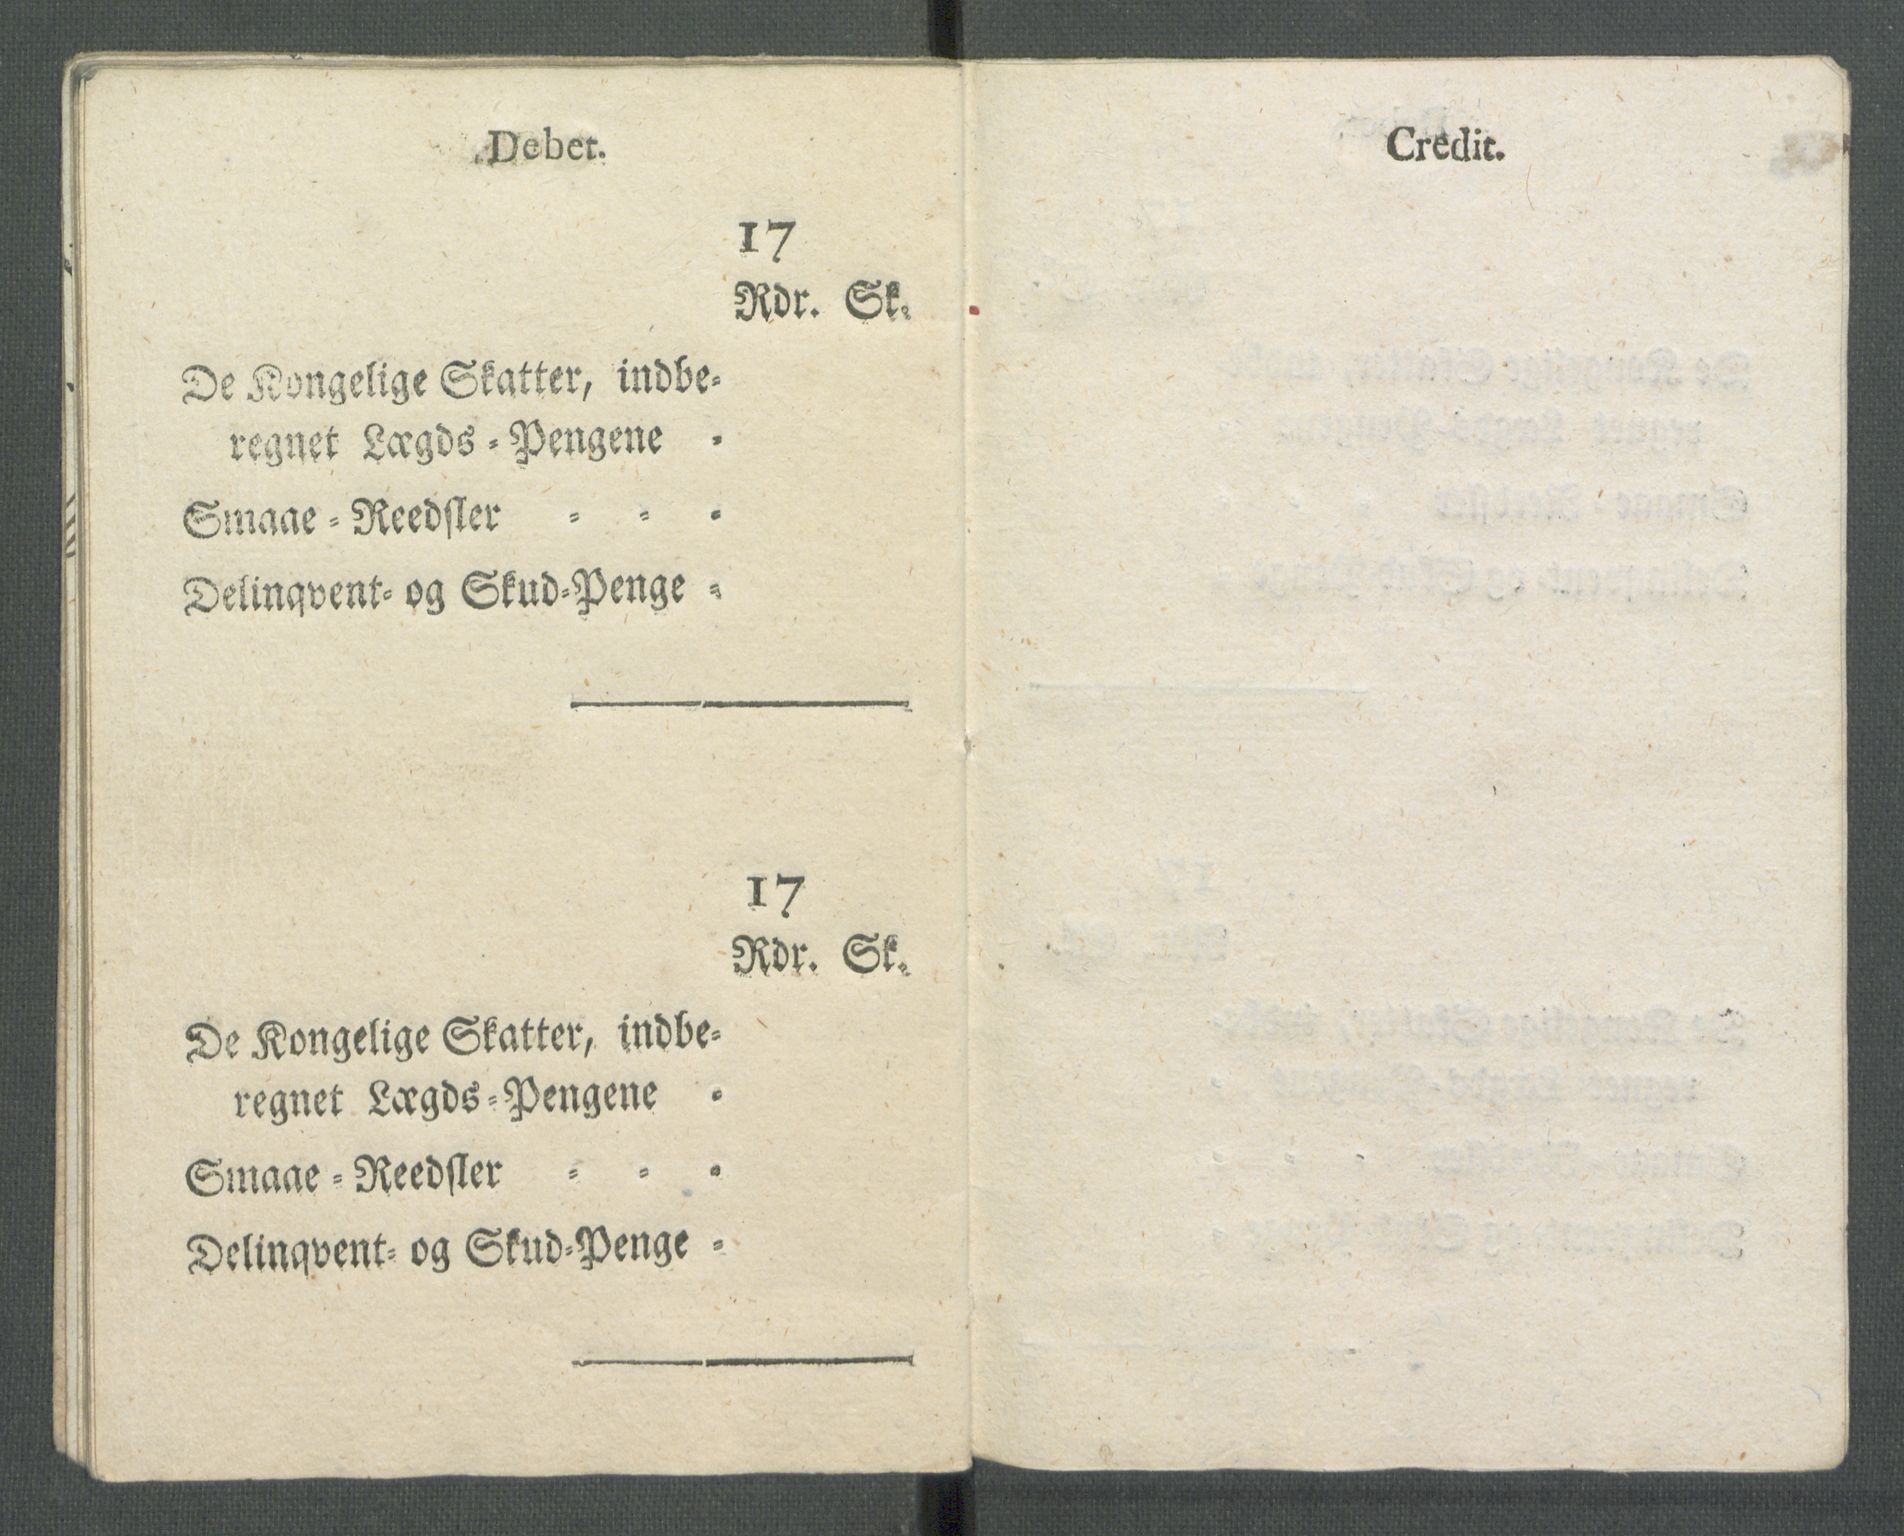 Debet.
17
Rdr. Sk.
De Kongelige Skatter, indbe-
regnet Lægds-Pengene -
Smaae-Reedsler - - -
Delinqvent- og Skud-Penge -
17
Rdr. Sk.
De Kongelige Skatter, indbe-
regnet Lægds-Pengene -
Smaae-Reedsler - - -
Delinqvent- og Skud-Penge -
Credit.